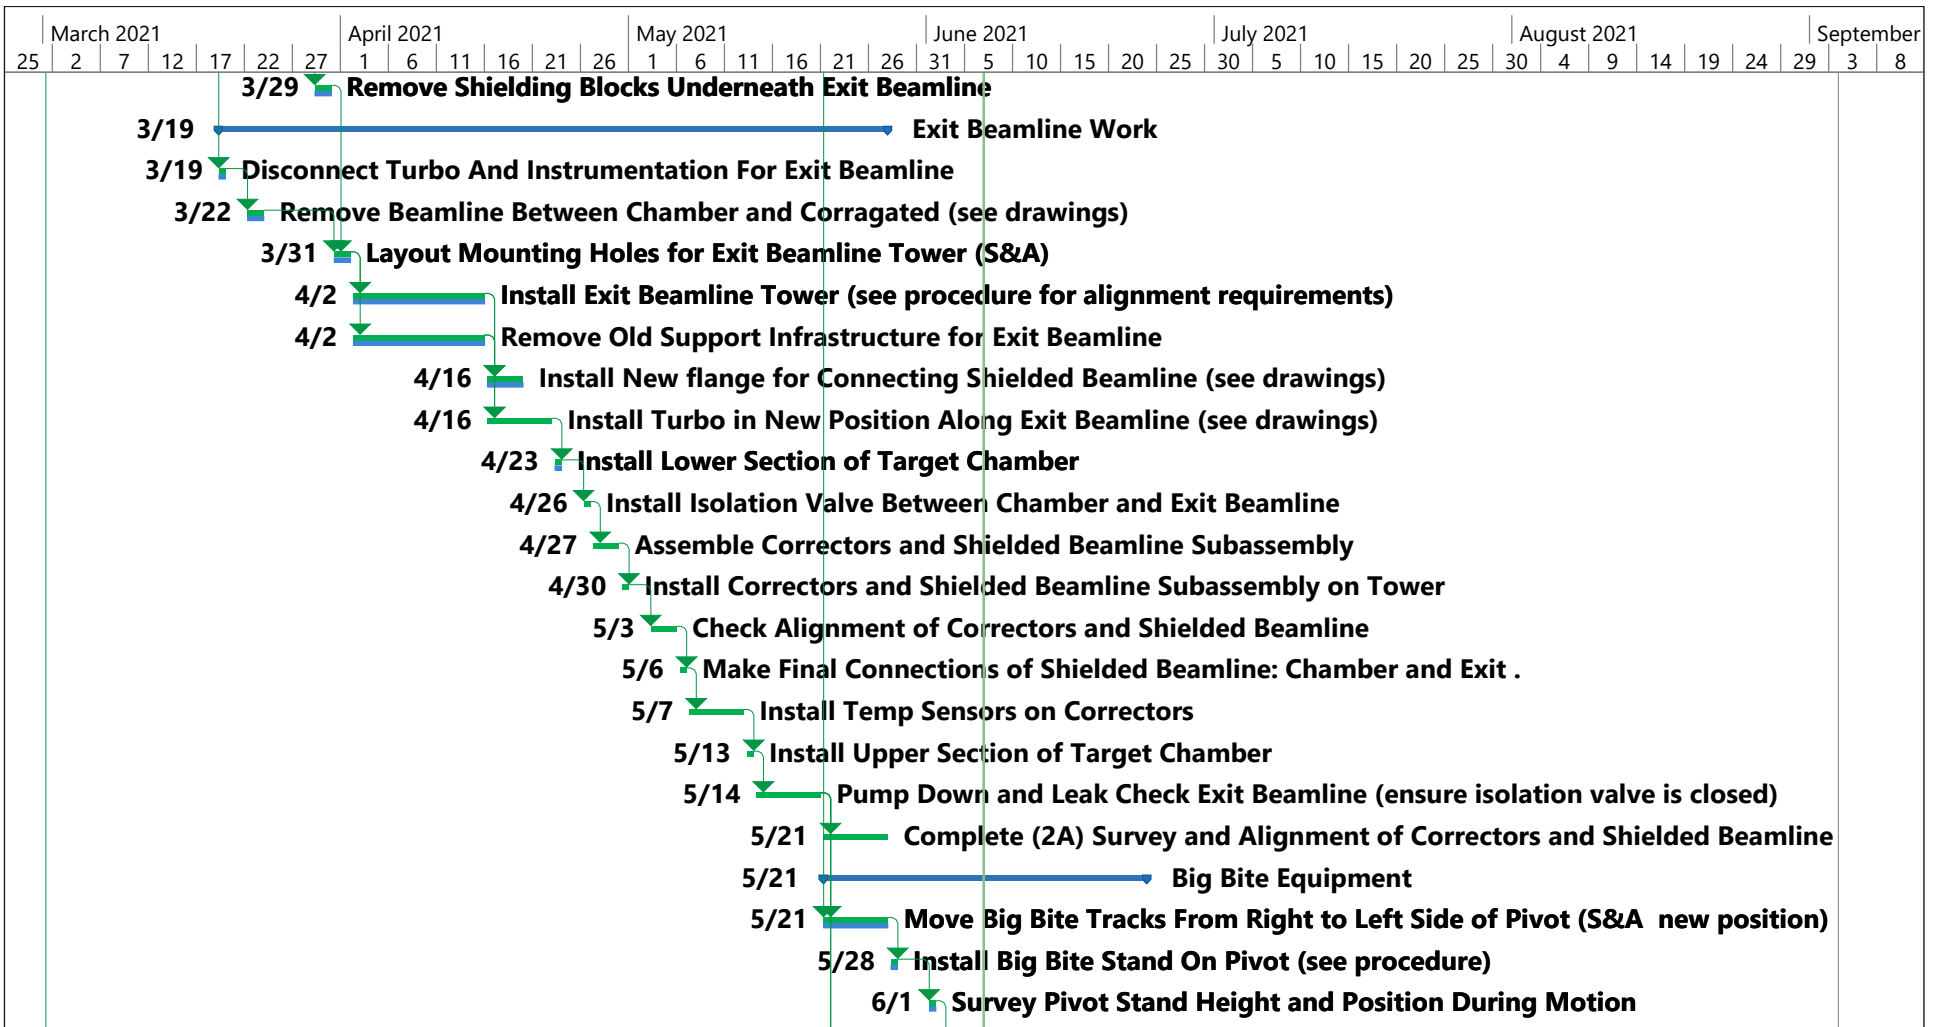 March 2021 April 2021 May 2021 June 2021 July 2021 August 2021 September
25 2 7 12 17 22 27 1 6 11 16 21 26 1 6 11 16 21 26 31 5 10 15 20 25 30 5 10 15 20 25 30 4 9 14 19 24 29 3 8
3/29 Remove Shielding Blocks Underneath Exit Beamline
3/19 Exit Beamline Work
3/19 Disconnect Turbo And Instrumentation For Exit Beamline
3/22 Remove Beamline Between Chamber and Corragated (see drawings)
3/31 Layout Mounting Holes for Exit Beamline Tower (S&A)
4/2 Install Exit Beamline Tower (see procedure for alignment requirements)
4/2 Remove Old Support Infrastructure for Exit Beamline
4/16 Install New flange for Connecting Shielded Beamline (see drawings)
4/16 Install Turbo in New Position Along Exit Beamline (see drawings)
4/23 Install Lower Section of Target Chamber
4/26 Install Isolation Valve Between Chamber and Exit Beamline
4/27 Assemble Correctors and Shielded Beamline Subassembly
4/30 Install Correctors and Shielded Beamline Subassembly on Tower
5/3 Check Alignment of Correctors and Shielded Beamline
5/6 Make Final Connections of Shielded Beamline: Chamber and Exit .
5/7 Install Temp Sensors on Correctors
5/13 Install Upper Section of Target Chamber
5/14 Pump Down and Leak Check Exit Beamline (ensure isolation valve is closed)
5/21 Complete (2A) Survey and Alignment of Correctors and Shielded Beamline
5/21 Big Bite Equipment
5/21 Move Big Bite Tracks From Right to Left Side of Pivot (S&A new position)
5/28 Install Big Bite Stand On Pivot (see procedure)
6/1 Survey Pivot Stand Height and Position During Motion